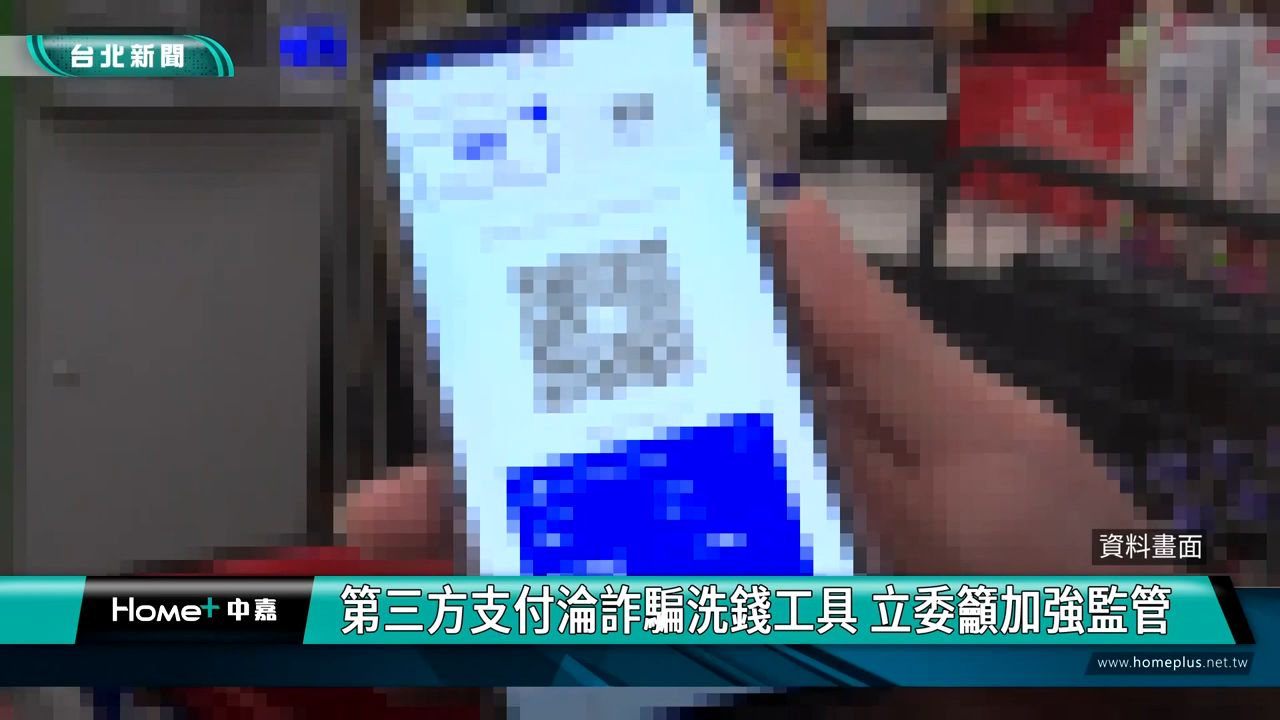 台北新聞
資料畫面
Home+中嘉
第三方支付淪詐騙洗錢工具 立委籲加強監管
www.homeplus.net.tw